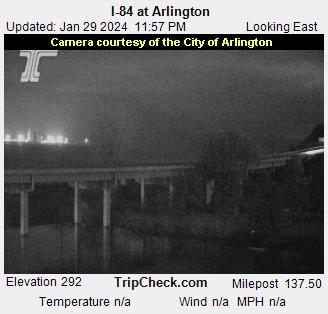 I-84 at Arlington
Updated: Jan 29 2024 11:57 PM Looking East
Camera courtesy of the City of Arlington
Elevation 292 TripCheck.com Milepost 137.50
Temperature n/a Wind n/a MPH n/a